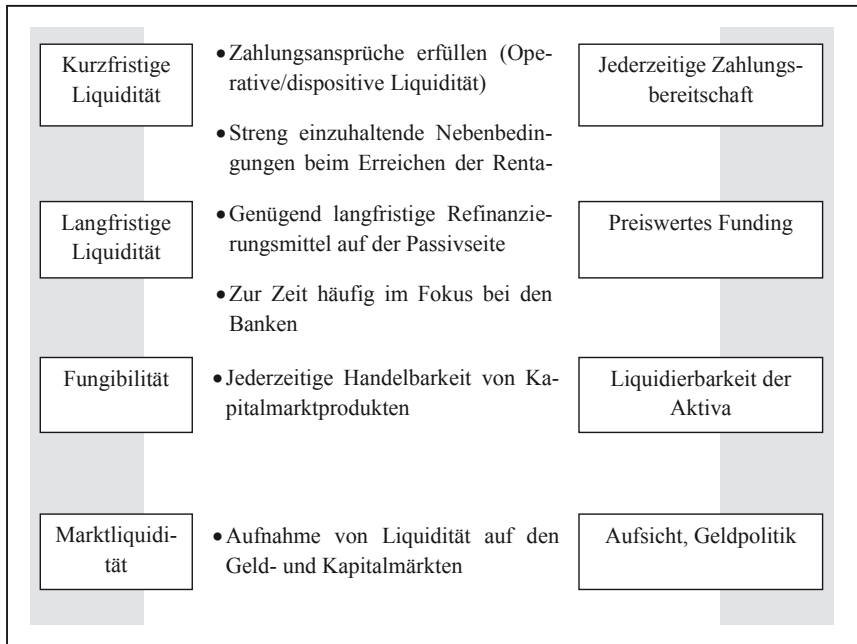 Kurzfristige
Liquidität
• Zahlungsansprüche erfüllen (Ope-
rative/dispositive Liquidität)
• Streng einzuhaltende Nebenbedin-
gungen beim Erreichen der Renta-
Jederzeitige Zahlungs-
bereitschaft
Langfristige
Liquidität
• Genügend langfristige Refinanzie-
rungsmittel auf der Passivseite
• Zur Zeit häufig im Fokus bei den
Banken
Preiswertes Funding
Fungibilität
• Jederzeitige Handelbarkeit von Ka-
pitalmarktprodukten
Liquidierbarkeit der
Aktiva
Marktliquidi-
tät
• Aufnahme von Liquidität auf den
Geld- und Kapitalmärkten
Aufsicht, Geldpolitik